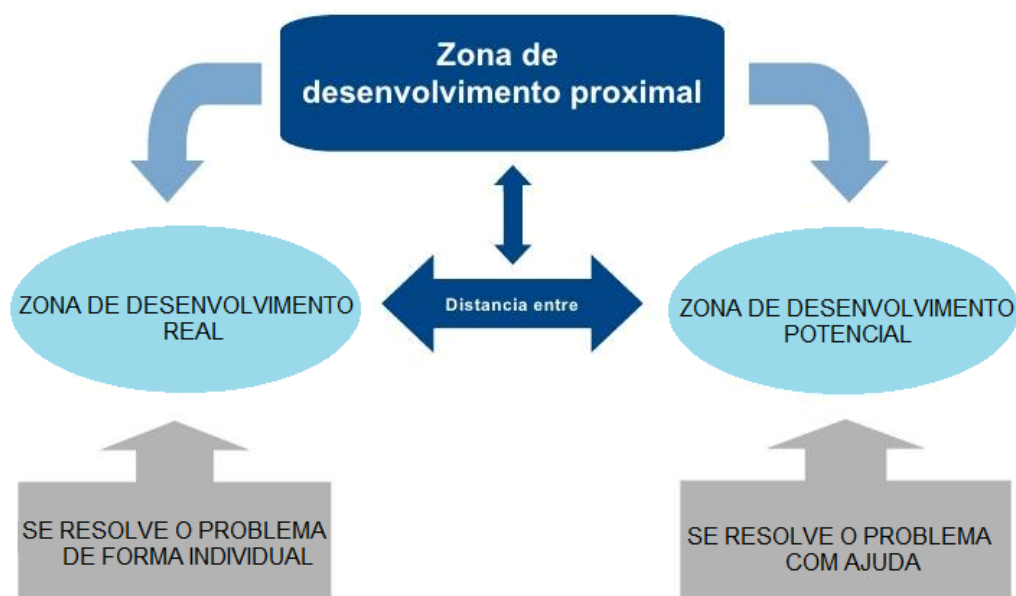 Zona de
desenvolvimento proximal
ZONA DE DESENVOLVIMENTO
REAL
Distancia entre
ZONA DE DESENVOLVIMENTO
POTENCIAL
SE RESOLVE O PROBLEMA
DE FORMA INDIVIDUAL
SE RESOLVE O PROBLEMA
COM AJUDA